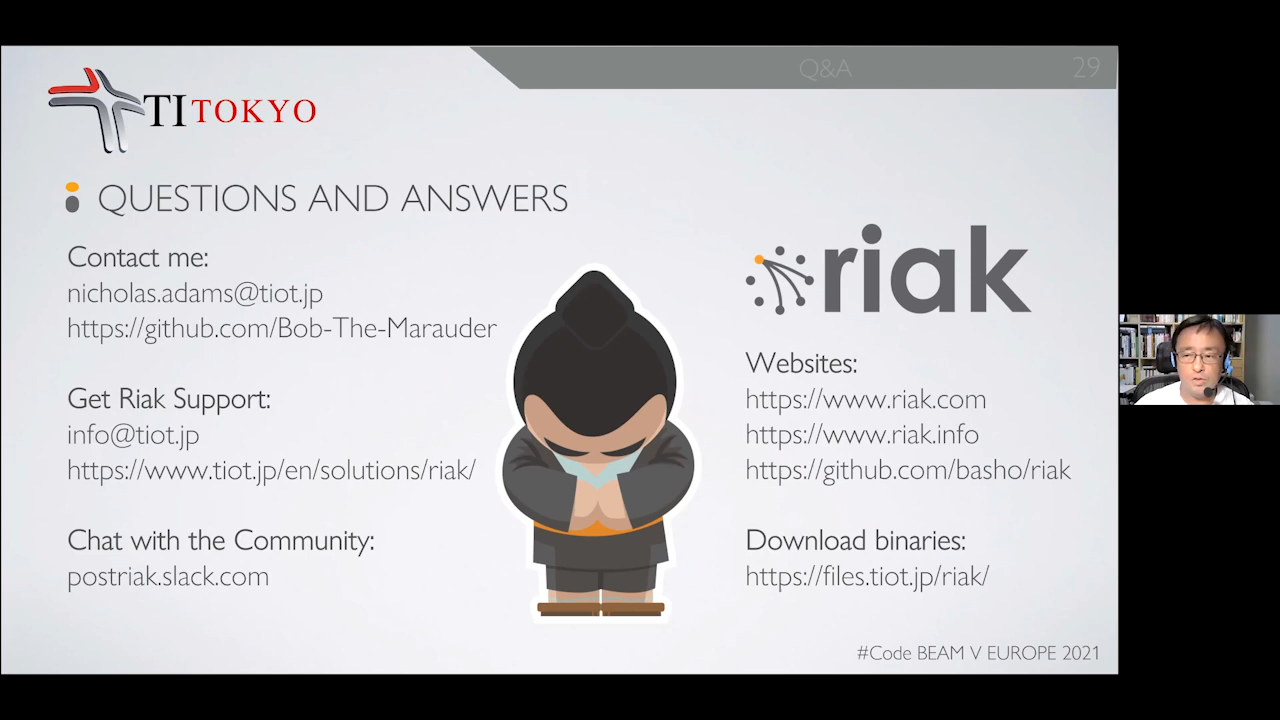 Q&A
29
TI TOKYO
QUESTIONS AND ANSWERS
Contact me:
nicholas.adams@tiot.jp
https://github.com/Bob-The-Marauder
Get Riak Support:
info@tiot.jp
https://www.tiot.jp/en/solutions/riak/
Chat with the Community:
postriak.slack.com
riak
Websites:
https://www.riak.com
https://www.riak.info
https://github.com/basho/riak
Download binaries:
https://files.tiot.jp/riak/
#Code BEAM V EUROPE 2021